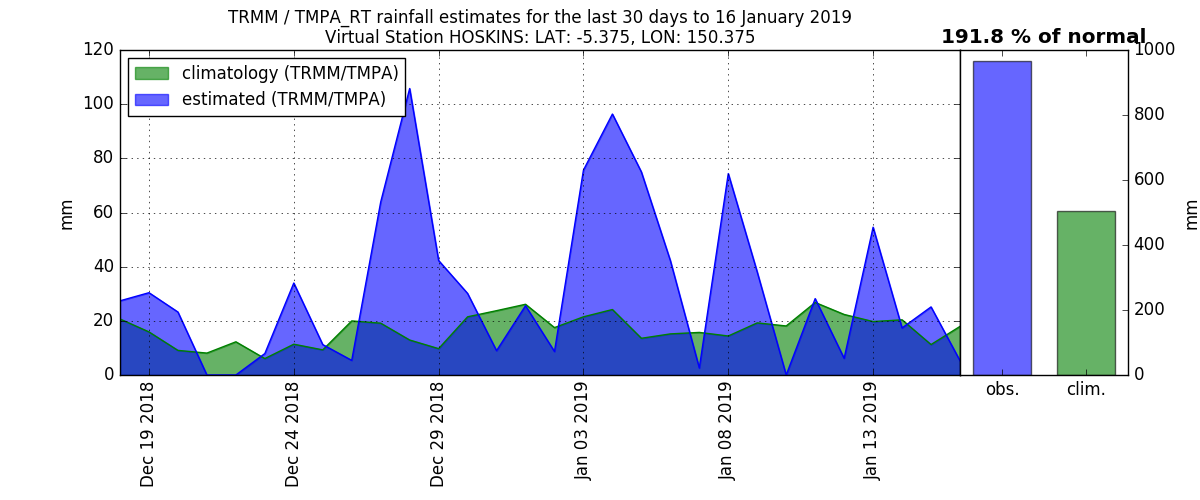 TRMM / TMPA_RT rainfall estimates for the last 30 days to 16 January 2019
Virtual Station HOSKINS: LAT: -5.375, LON: 150.375
191.8 % of normal
climatology (TRMM/TMPA)
estimated (TRMM/TMPA)
120
100
80
60
40
20
0
mm
Dec 19 2018
Dec 24 2018
Dec 29 2018
Jan 03 2019
Jan 08 2019
Jan 13 2019
1000
800
600
400
200
0
mm
obs.
clim.